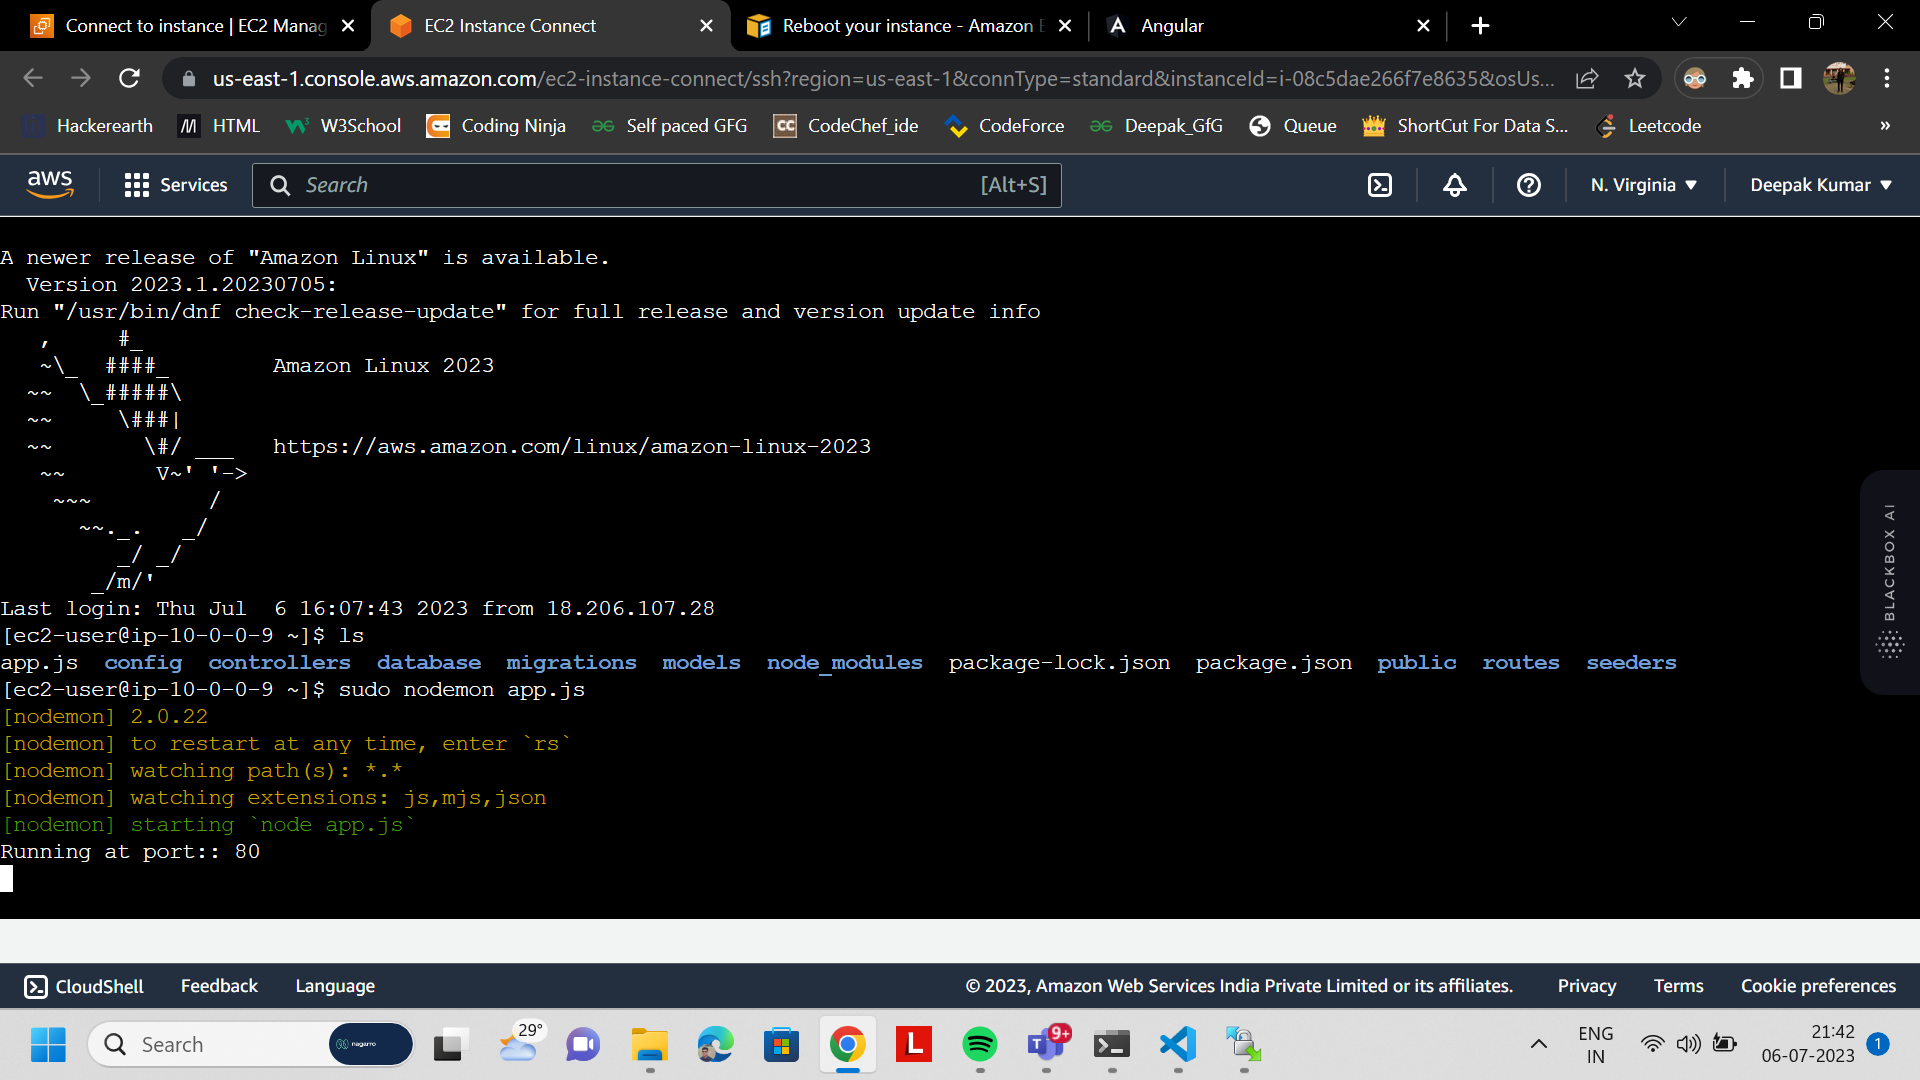 Connect to instance | EC2 Manag
EC2 Instance Connect
Reboot your instance - Amazon E
Angular
us-east-1.console.aws.amazon.com/ec2-instance-connect/ssh?region=us-east-1&connType=standard&instanceId=i-08c5dae266f7e8635&osUs...
Hackerearth
HTML
W3School
Coding Ninja
Self paced GFG
CodeChef_ide
CodeForce
Deepak_GfG
Queue
ShortCut For Data S...
Leetcode
»
aws
Services
Search
[Alt+S]
N. Virginia
Deepak Kumar
A newer release of "Amazon Linux" is available.
  Version 2023.1.20230705:
Run "/usr/bin/dnf check-release-update" for full release and version update info
   ,     #_
   ~\_  ####_        Amazon Linux 2023
  ~~  \_#####\
  ~~     \###|
  ~~       \#/ ___   https://aws.amazon.com/linux/amazon-linux-2023
   ~~       V~' '->
    ~~~         /
      ~~._.   _/
         _/ _/
       _/m/'
Last login: Thu Jul  6 16:07:43 2023 from 18.206.107.28
[ec2-user@ip-10-0-0-9 ~]$ ls
app.js  config  controllers  database  migrations  models  node_modules  package-lock.json  package.json  public  routes  seeders
[ec2-user@ip-10-0-0-9 ~]$ sudo nodemon app.js
[nodemon] 2.0.22
[nodemon] to restart at any time, enter `rs`
[nodemon] watching path(s): *.*
[nodemon] watching extensions: js,mjs,json
[nodemon] starting `node app.js`
Running at port:: 80
BLACKBOX AI
CloudShell
Feedback
Language
© 2023, Amazon Web Services India Private Limited or its affiliates.
Privacy
Terms
Cookie preferences
Search
nagarro
29°
L
9+
ENG
IN
21:42
06-07-2023
1